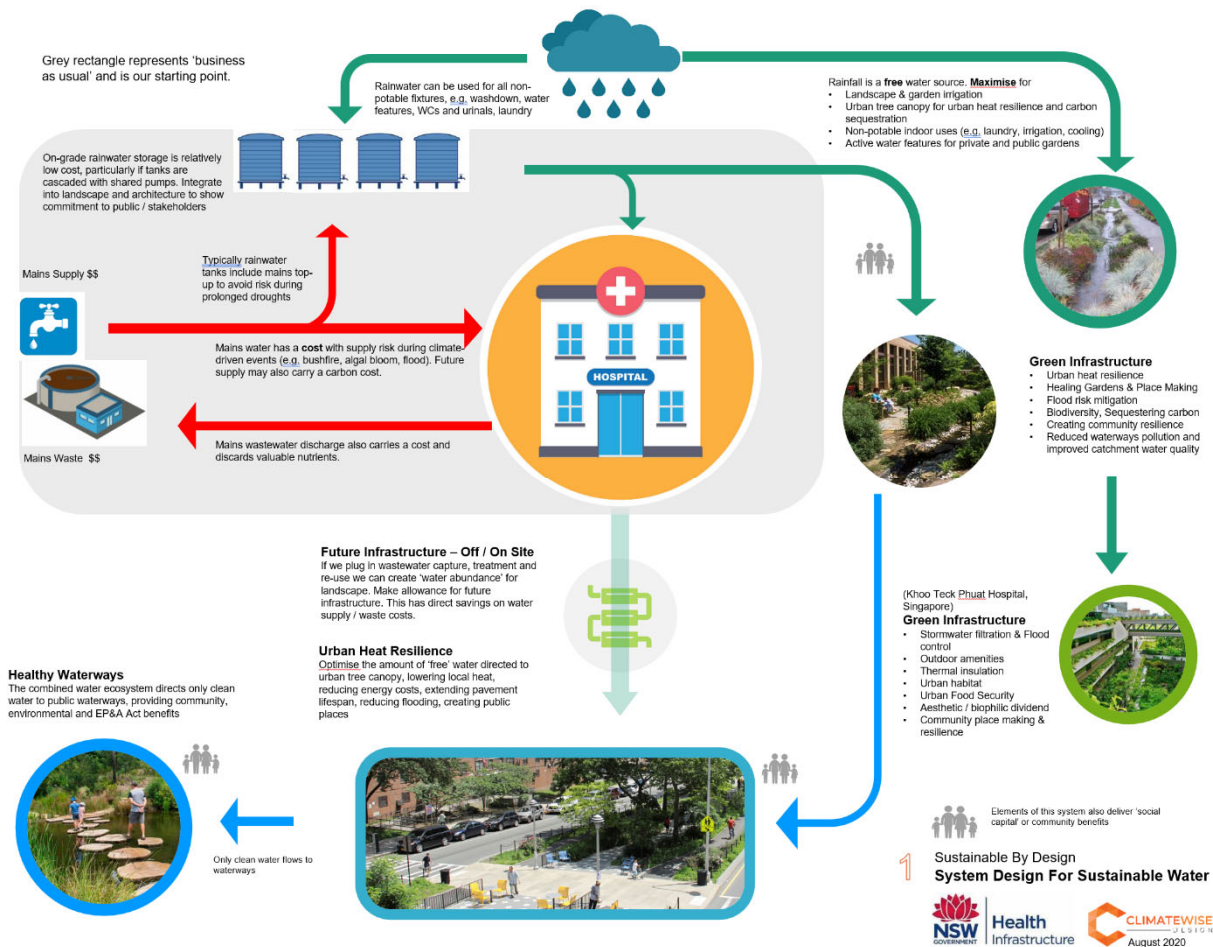 Grey rectangle represents 'business
as usual' and is our starting point.
Rainwater can be used for all non-
potable fixtures, e.g. washdown, water
features, WCs and urinals, laundry
Rainfall is a free water source. Maximise for
• Landscape & garden irrigation
• Urban tree canopy for urban heat resilience and carbon
sequestration
• Non-potable indoor uses (e.g. laundry, irrigation, cooling)
• Active water features for private and public gardens
On-grade rainwater storage is relatively
low cost, particularly if tanks are
cascaded with shared pumps. Integrate
into landscape and architecture to show
commitment to public / stakeholders
Mains Supply $$
Typically rainwater
tanks include mains top-
up to avoid risk during
prolonged droughts
Mains water has a cost with supply risk during climate-
driven events (e.g. bushfire, algal bloom, flood). Future
supply may also carry a carbon cost.
HOSPITAL
Mains wastewater discharge also carries a cost and
discards valuable nutrients.
Mains Waste $$
Green Infrastructure
• Urban heat resilience
• Healing Gardens & Place Making
• Flood risk mitigation
• Biodiversity, Sequestering carbon
• Creating community resilience
• Reduced waterways pollution and
improved catchment water quality
Future Infrastructure – Off / On Site
If we plug in wastewater capture, treatment and
re-use we can create 'water abundance' for
landscape. Make allowance for future
infrastructure. This has direct savings on water
supply / waste costs.
Urban Heat Resilience
Optimise the amount of 'free' water directed to
urban tree canopy, lowering local heat,
reducing energy costs, extending pavement
lifespan, reducing flooding, creating public
places
(Khoo Teck Phuat Hospital,
Singapore)
Green Infrastructure
• Stormwater filtration & Flood
control
• Outdoor amenities
• Thermal insulation
• Urban habitat
• Urban Food Security
• Aesthetic / biophilic dividend
• Community place making &
resilience
Healthy Waterways
The combined water ecosystem directs only clean
water to public waterways, providing community,
environmental and EP&A Act benefits
Only clean water flows to
waterways
Elements of this system also deliver 'social
capital' or community benefits
1
Sustainable By Design
System Design For Sustainable Water
NSW
GOVERNMENT
Health
Infrastructure
CLIMATEWISE
DESIGN
August 2020